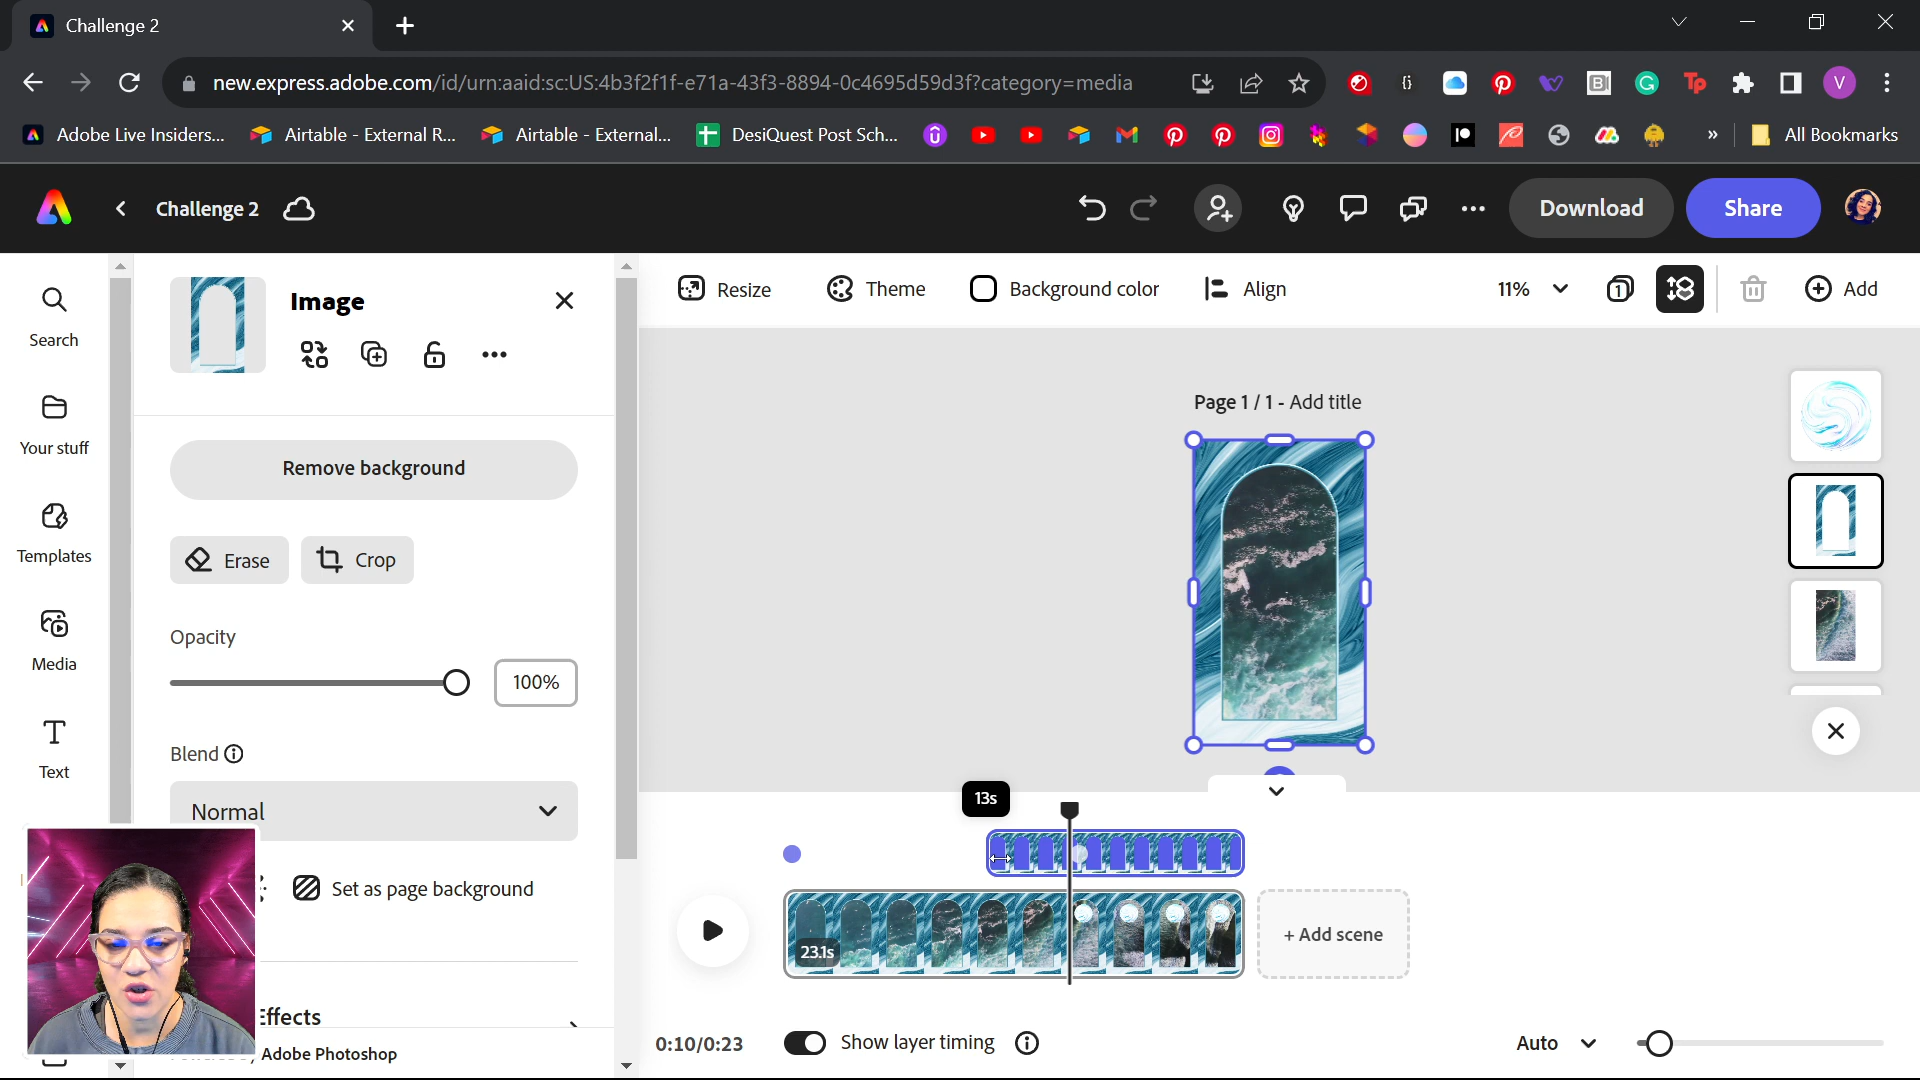 Challenge 2
new.express.adobe.com/id/urn:aaid:sc:US:4b3f2f1f-e71a-43f3-8894-0c4695d59d3f?category=media
V
Adobe Live Insiders...
Airtable - External R...
Airtable - External...
DesiQuest Post Sch...
»
All Bookmarks
Challenge 2
Download
Share
Search
Your stuff
Templates
Media
Text
Image
Remove background
Erase
Crop
Opacity
100%
Blend
Normal
Set as page background
Effects
Adobe Photoshop
Resize
Theme
Background color
Align
11%
1
Add
Page 1 / 1 - Add title
13s
23.1s
+ Add scene
0:10/0:23
Show layer timing
Auto